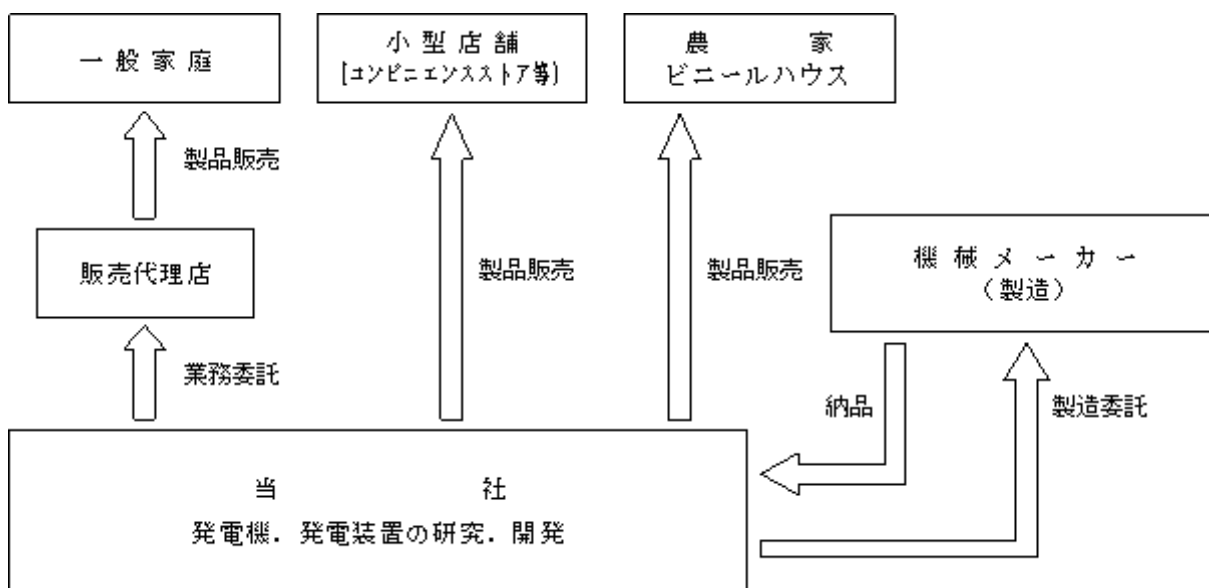 一般家庭
小型店舗
[コンビニエンスストア等)
農家
ビニールハウス
製品販売
販売代理店
製品販売
製品販売
機械メーカー
（製造）
業務委託
納品
製造委託
当社
発電機．発電装置の研究．開発